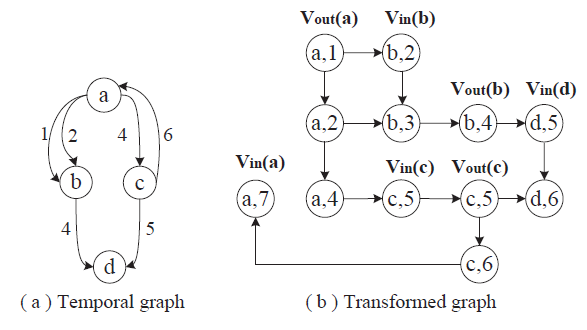 Vout(a) Vin(b)
a,1 b,2
a
Vout(b) Vin(d)
1 2 4 6
a,2 b,3 b,4 d,5
Vin(a) Vin(c) Vout(c)
b c
a,7 a,4 c,5 c,5 d,6
4 5
d
c,6
( a ) Temporal graph
( b ) Transformed graph